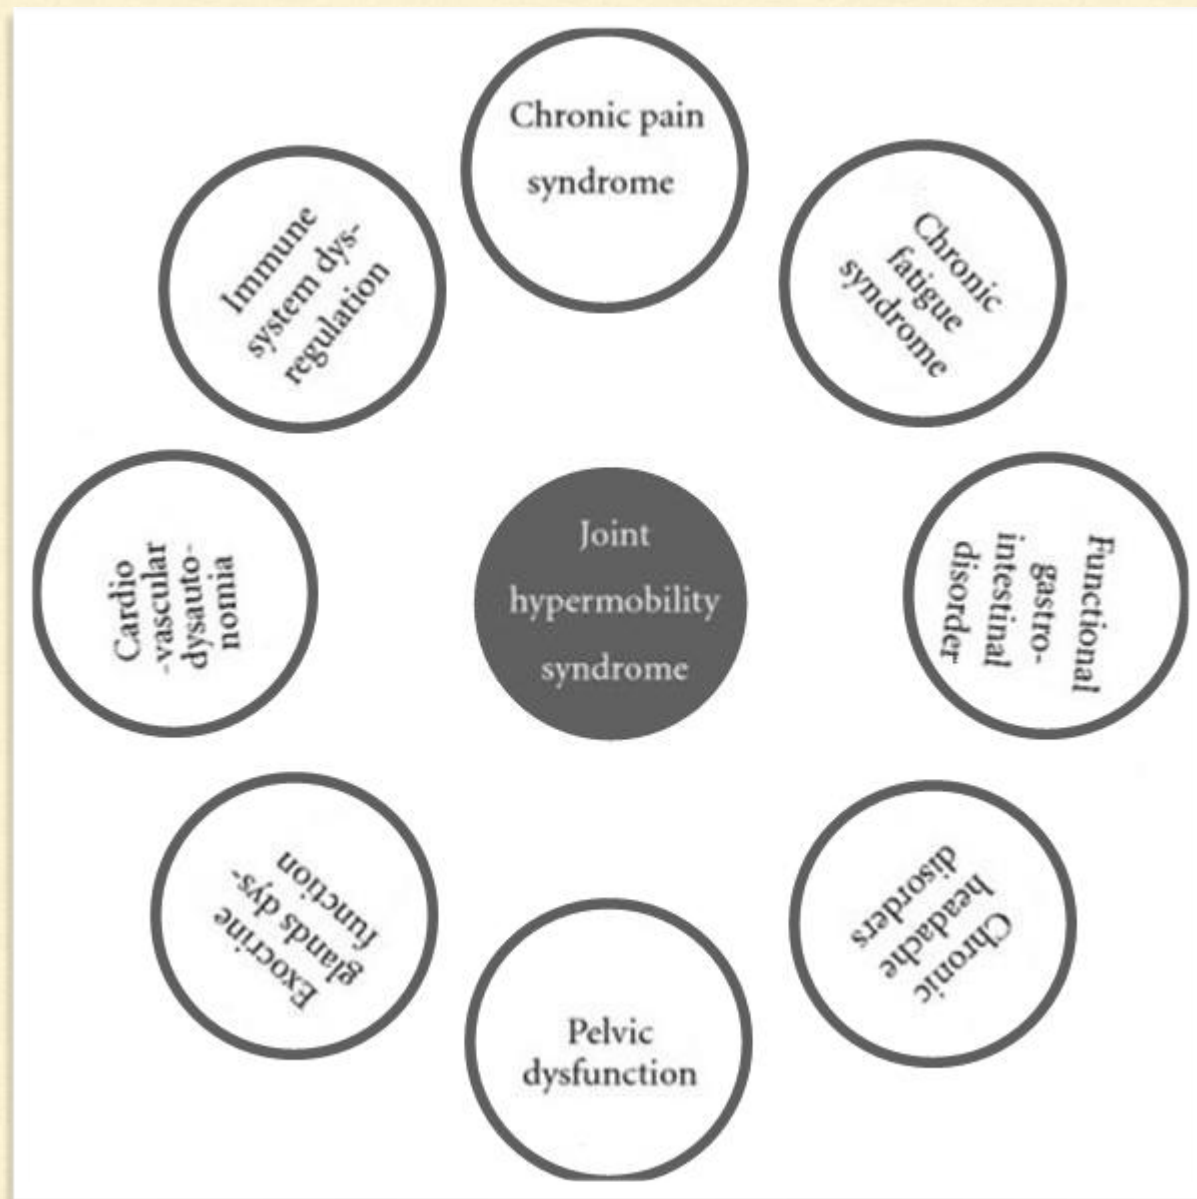 Chronic pain
syndrome
Chronic
fatigue
syndrome
Functional
gastro-
intestinal
disorder
Chronic
headache
disorders
Pelvic
dysfunction
Exocrine
glands dys-
function
Cardio
-vascular
dysauto-
nomia
Immune
system dys-
regulation
Joint
hypermobility
syndrome